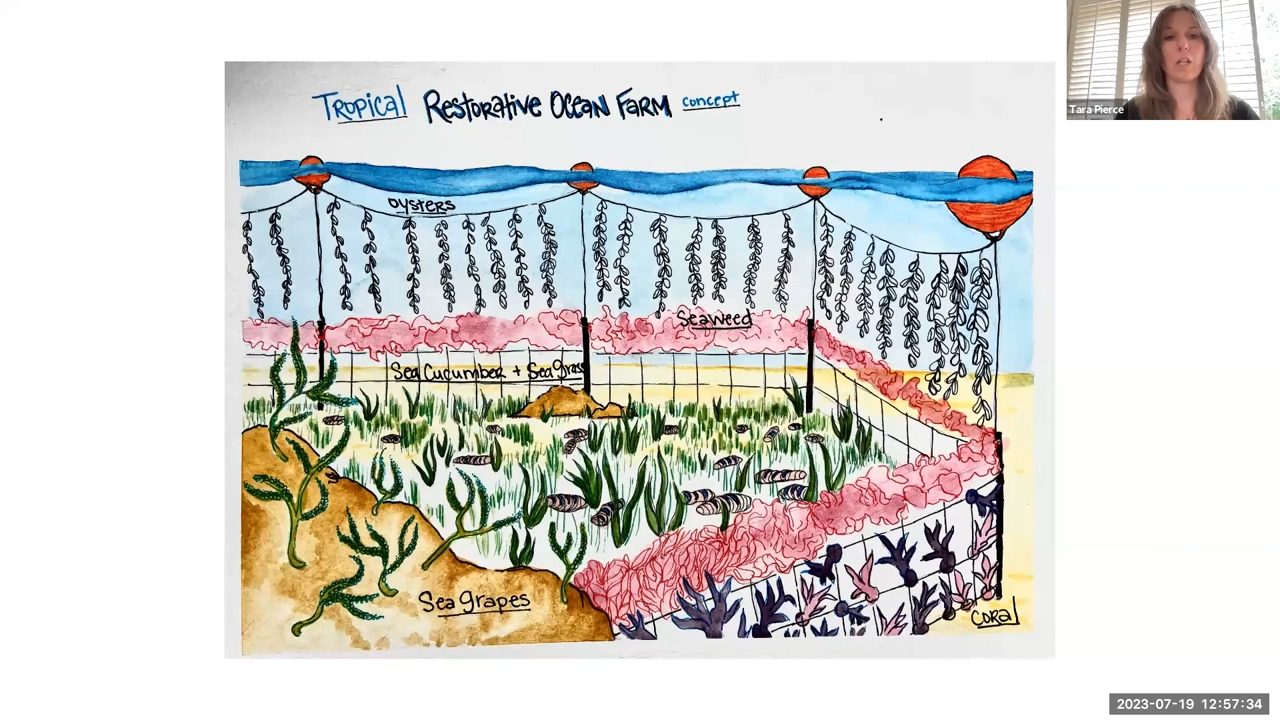 Tropical Restorative Ocean Farm concept
Tara Pierce
oysters
Seaweed
Sea Cucumber + Sea grass
Sea grapes
coral
2023-07-19 12:57:34